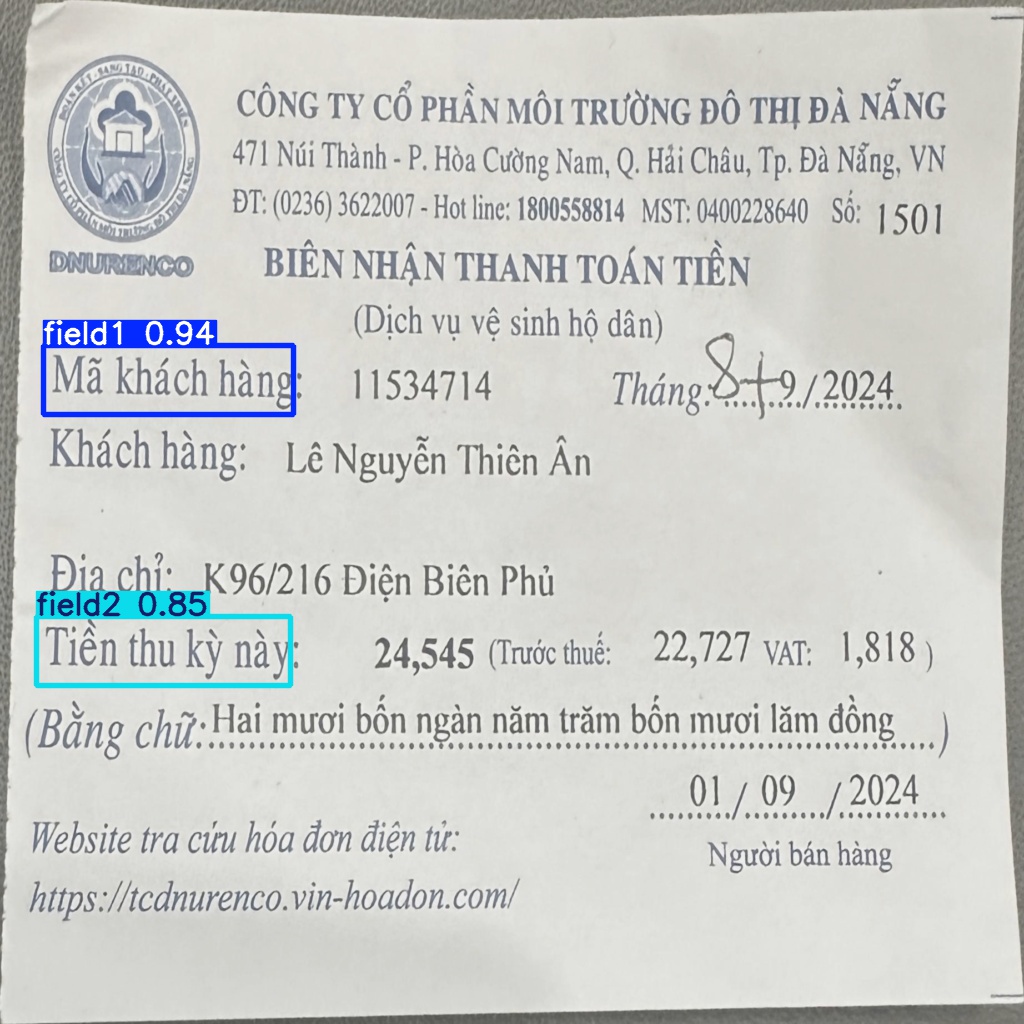 CÔNG TY CỔ PHẦN MÔI TRƯỜNG ĐÔ THỊ ĐÀ NẴNG
471 Núi Thành - P. Hòa Cường Nam, Q. Hải Châu, Tp. Đà Nẵng, VN
ĐT: (0236) 3622007 - Hot line: 1800558814 MST: 0400228640 Số: 1501
DNURENCO
BIÊN NHẬN THANH TOÁN TIỀN
(Dịch vụ vệ sinh hộ dân)
field1 0.94
Mã khách hàng: 11534714 Tháng: 8+9/2024
Khách hàng: Lê Nguyễn Thiên Ân
Địa chỉ: K96/216 Điện Biên Phủ
field2 0.85
Tiền thu kỳ này: 24,545 (Trước thuế: 22,727 VAT: 1,818 )
(Bằng chữ: Hai mươi bốn ngàn năm trăm bốn mươi lăm đồng )
01 / 09 / 2024
Website tra cứu hóa đơn điện tử:
Người bán hàng
https://tcdnurenco.vin-hoadon.com/